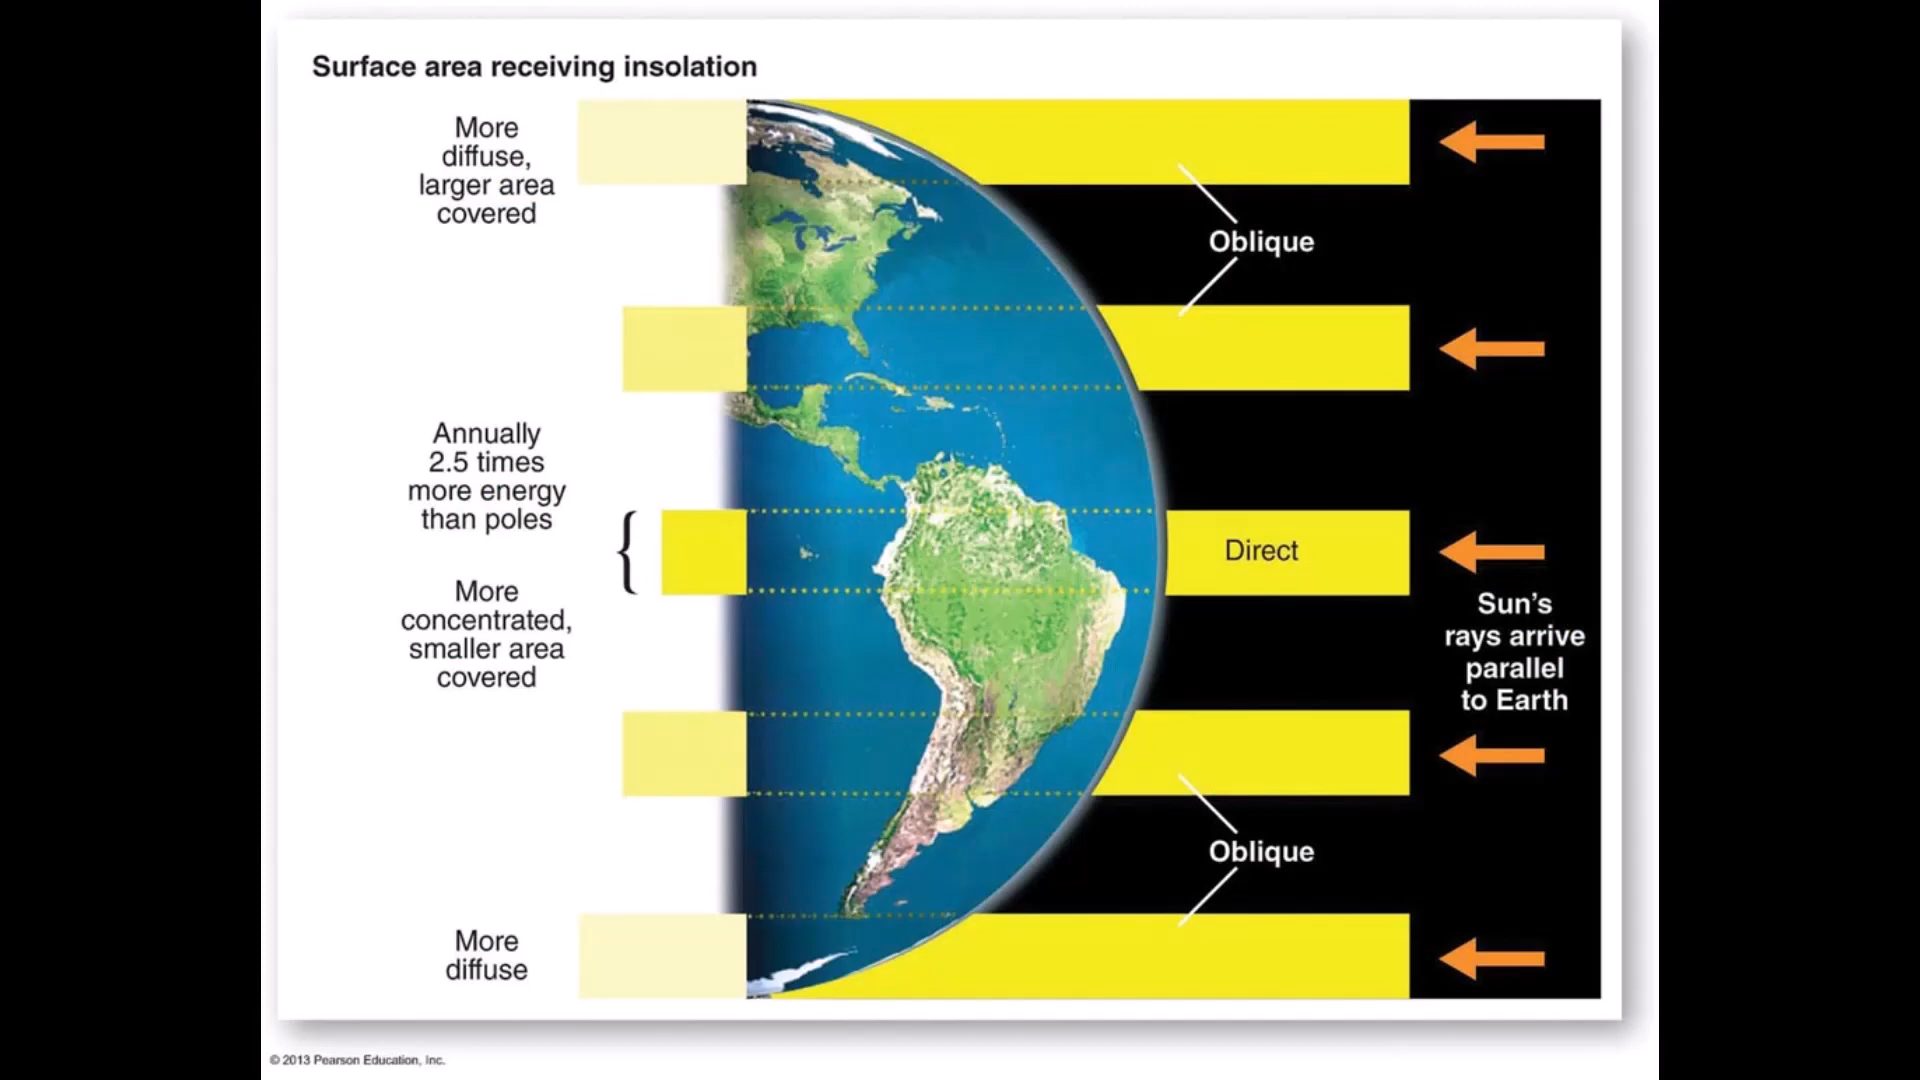 Surface area receiving insolation
More
diffuse,
larger area
covered
Oblique
Annually
2.5 times
more energy
than poles
Direct
More
concentrated,
smaller area
covered
Sun's
rays arrive
parallel
to Earth
Oblique
More
diffuse
© 2013 Pearson Education, Inc.